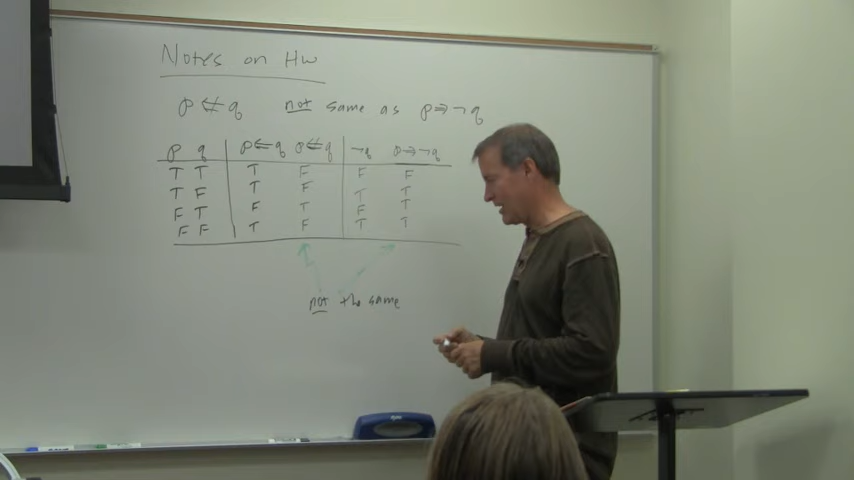 Notes on HW
p ⇍ q not same as p ⇒ ¬q
p q p ⇐ q p ⇍ q ¬q p ⇒ ¬q
T T T F F F
T F T F T T
F T F T F T
F F T F T T
not the same